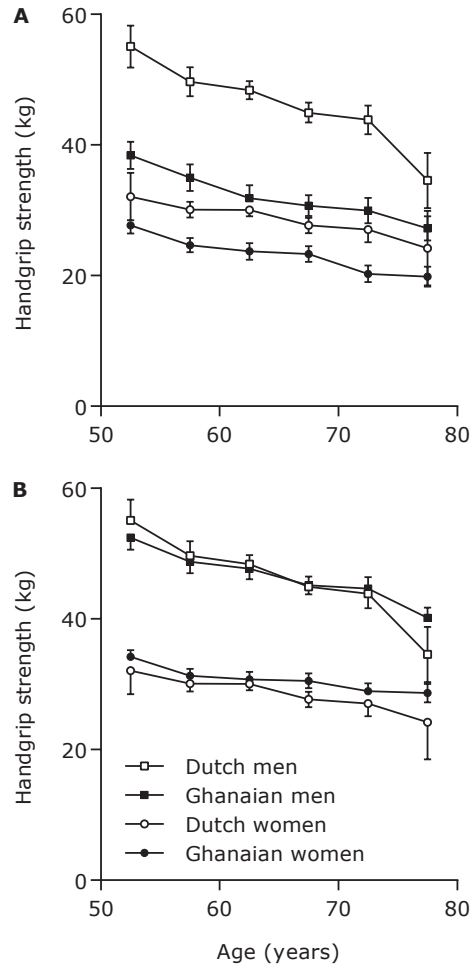 A
60
40
20
0
Handgrip strength (kg)
50 60 70 80
B
60
40
20
0
Handgrip strength (kg)
Dutch men
Ghanaian men
Dutch women
Ghanaian women
50 60 70 80
Age (years)